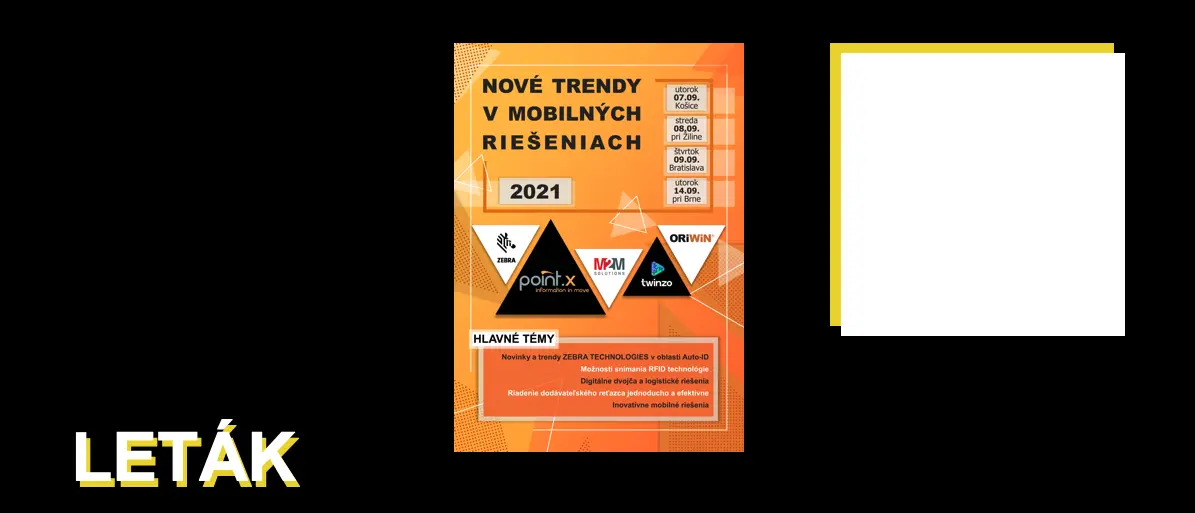 NOVÉ TRENDY
V MOBILNÝCH
RIEŠENIACH
2021
utorok
07.09.
Košice
streda
08.09.
pri Žiline
štvrtok
09.09.
Bratislava
utorok
14.09.
pri Brne
ZEBRA
point.x
information in move
M2M
SOLUTIONS
twinzo
ORiWiN
HLAVNÉ TÉMY
Novinky a trendy ZEBRA TECHNOLOGIES v oblasti Auto-ID
Možnosti snímania RFID technológie
Digitálne dvojča a logistické riešenia
Riadenie dodávateľského reťazca jednoducho a efektívne
Inovatívne mobilné riešenia
LETÁK